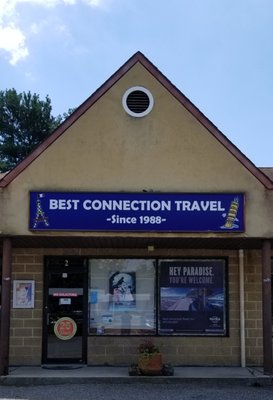 BEST CONNECTION TRAVEL
-Since 1988-
2
HEY PARADISE,
YOU'RE WELCOME.